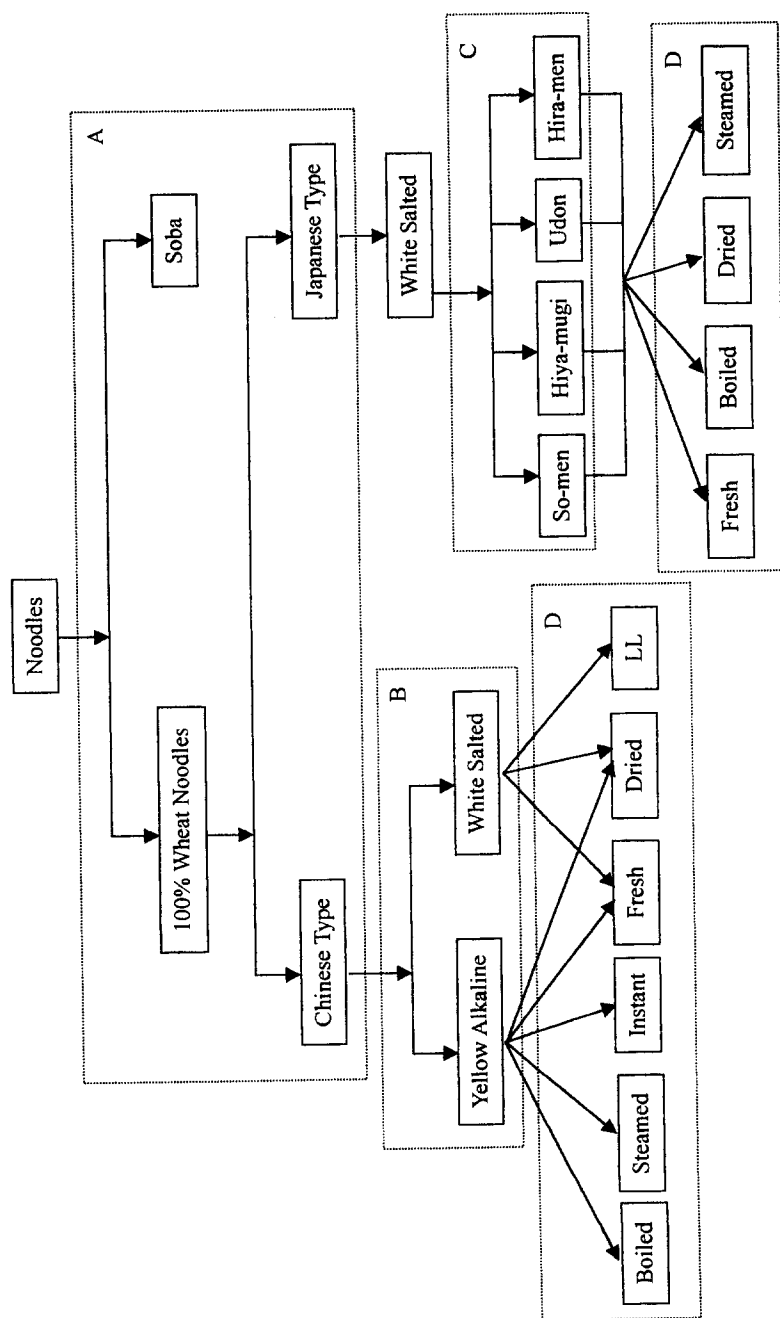 Noodles
A
100% Wheat Noodles
Soba
Chinese Type
Japanese Type
B
Yellow Alkaline
White Salted
White Salted
C
So-men
Hiya-mugi
Udon
Hira-men
D
Boiled
Steamed
Instant
Fresh
Dried
LL
D
Fresh
Boiled
Dried
Steamed